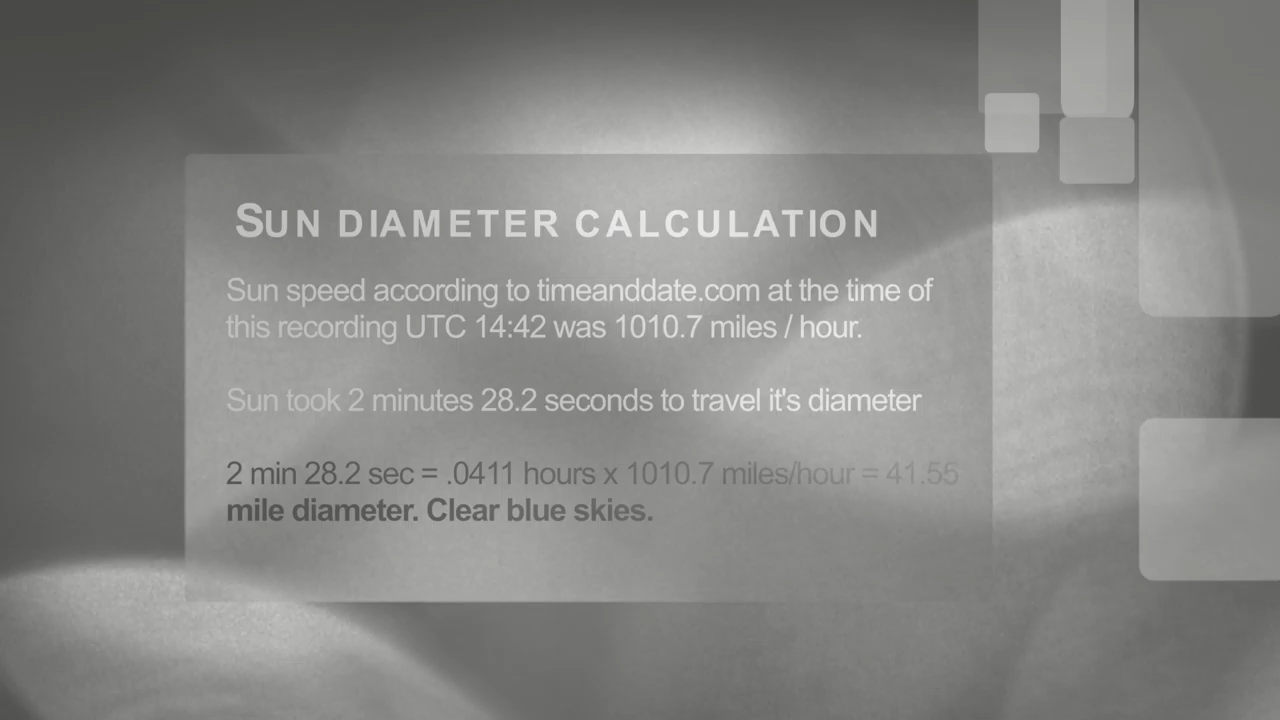 SUN DIAMETER CALCULATION
Sun speed according to timeanddate.com at the time of
this recording UTC 14:42 was 1010.7 miles / hour.
Sun took 2 minutes 28.2 seconds to travel it's diameter
2 min 28.2 sec = .0411 hours x 1010.7 miles/hour = 41.55
mile diameter. Clear blue skies.